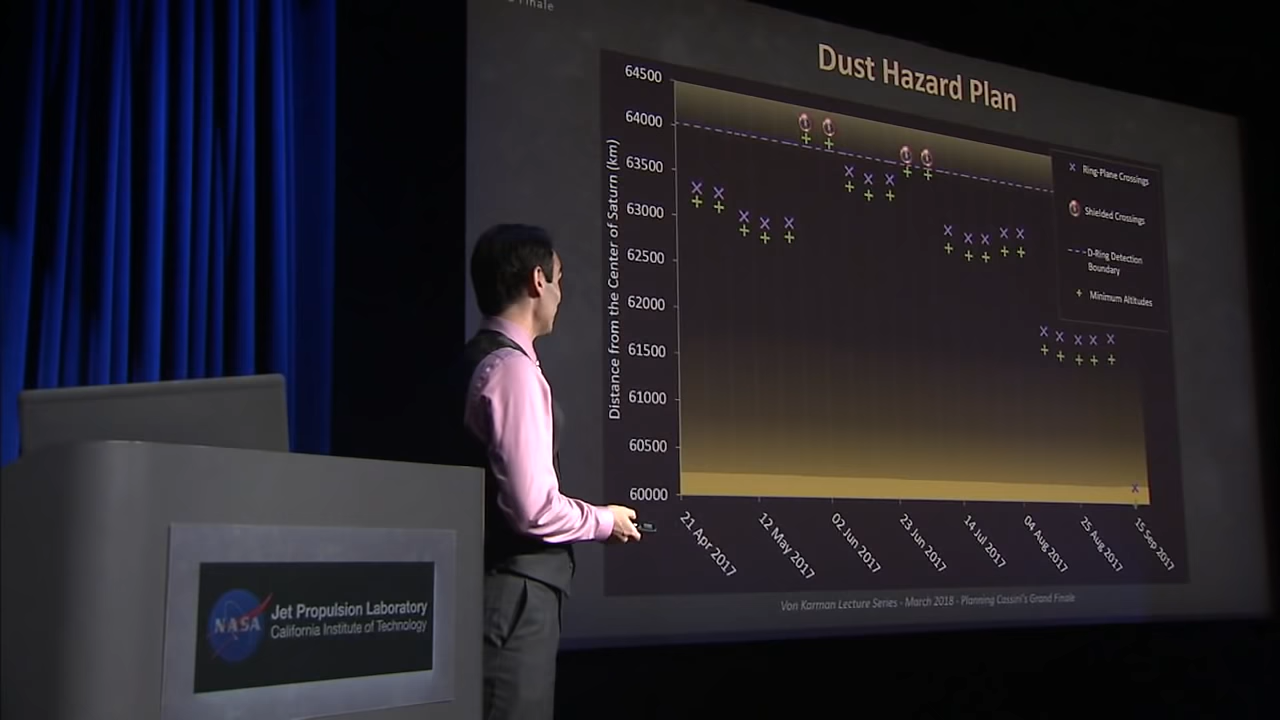 Finale
Dust Hazard Plan
64500
64000
63500
63000
62500
62000
61500
61000
60500
60000
Distance from the Center of Saturn (km)
Ring-Plane Crossings
Shielded Crossings
D-Ring Detection
Boundary
Minimum Altitudes
21 Apr 2017
12 May 2017
02 Jun 2017
23 Jun 2017
14 Jul 2017
04 Aug 2017
25 Aug 2017
15 Sep 2017
Von Karman Lecture Series - March 2018 - Planning Cassini's Grand Finale
NASA
Jet Propulsion Laboratory
California Institute of Technology